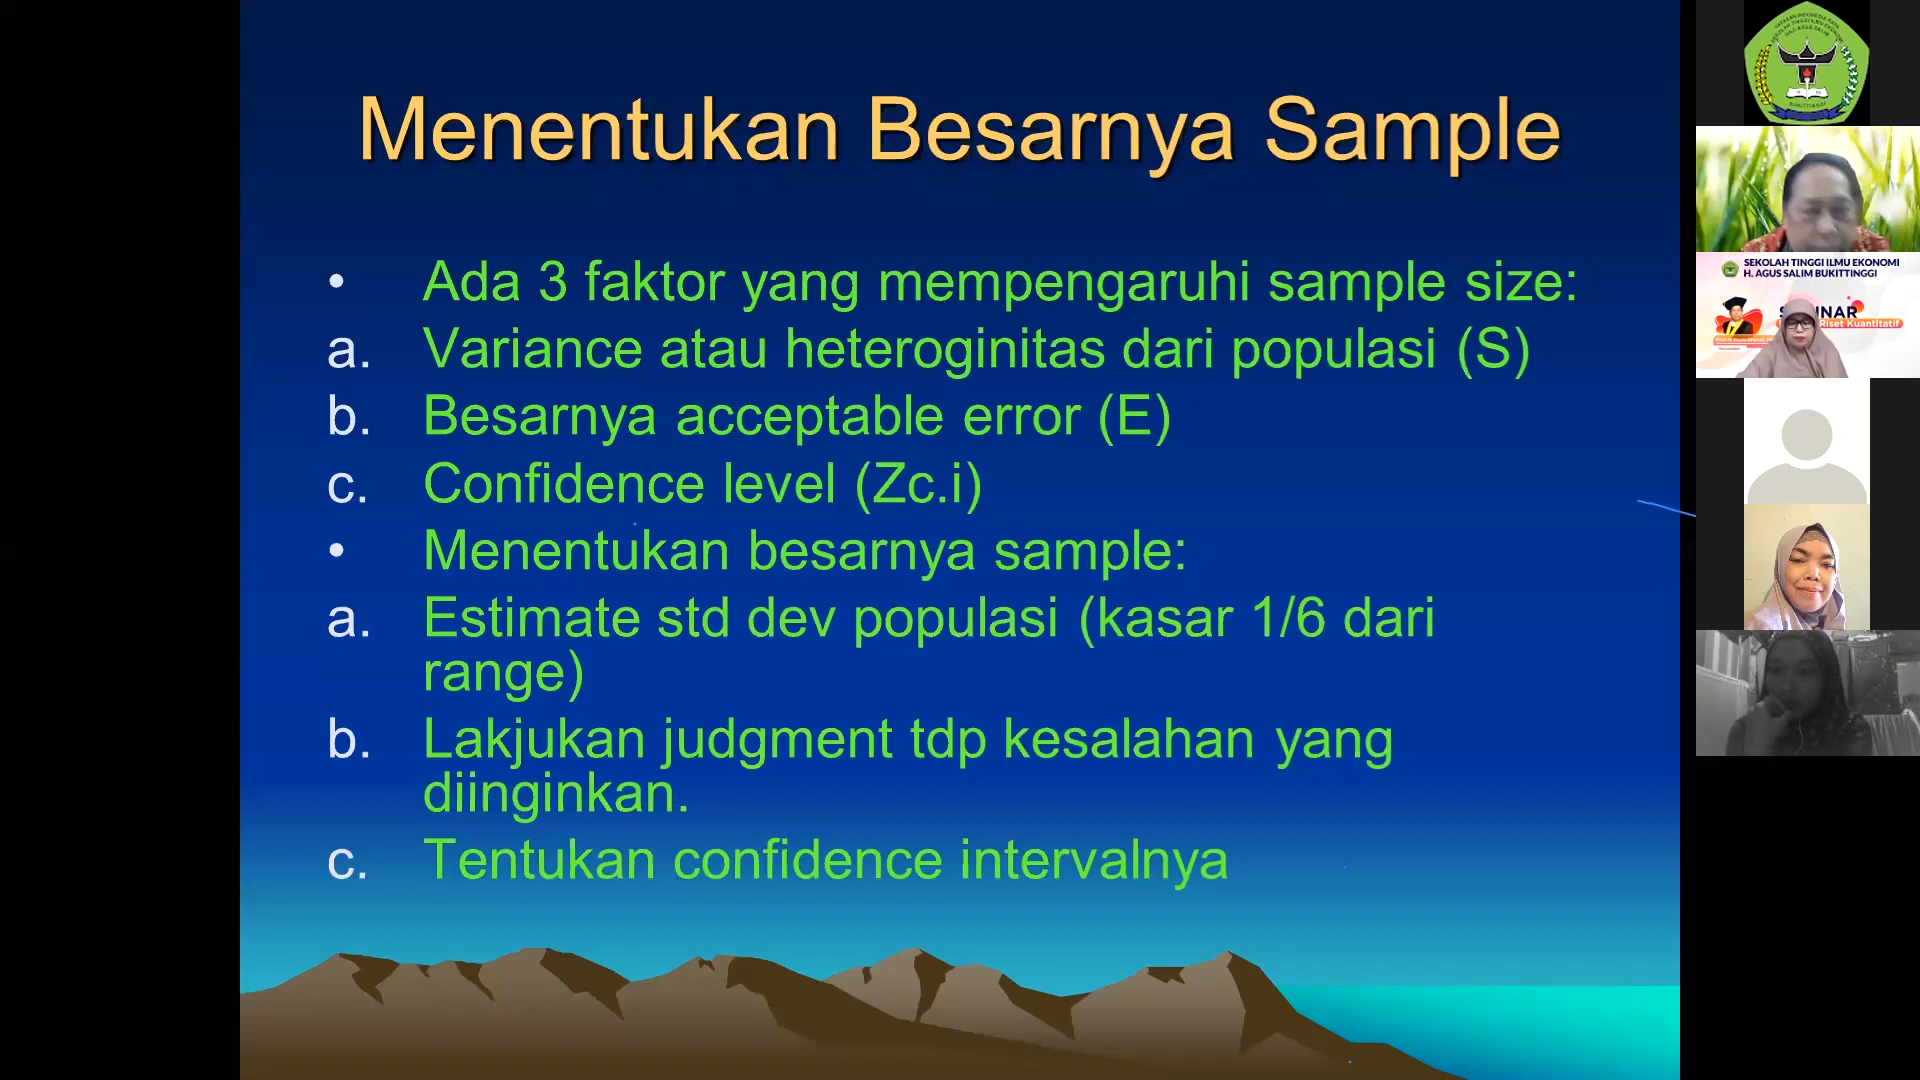 Menentukan Besarnya Sample
• Ada 3 faktor yang mempengaruhi sample size:
a. Variance atau heteroginitas dari populasi (S)
b. Besarnya acceptable error (E)
c. Confidence level (Zc.i)
• Menentukan besarnya sample:
a. Estimate std dev populasi (kasar 1/6 dari
range)
b. Lakjukan judgment tdp kesalahan yang
diinginkan.
c. Tentukan confidence intervalnya
SEKOLAH TINGGI ILMU EKONOMI
H. AGUS SALIM BUKITTINGGI
NAR
Riset Kuantitatif